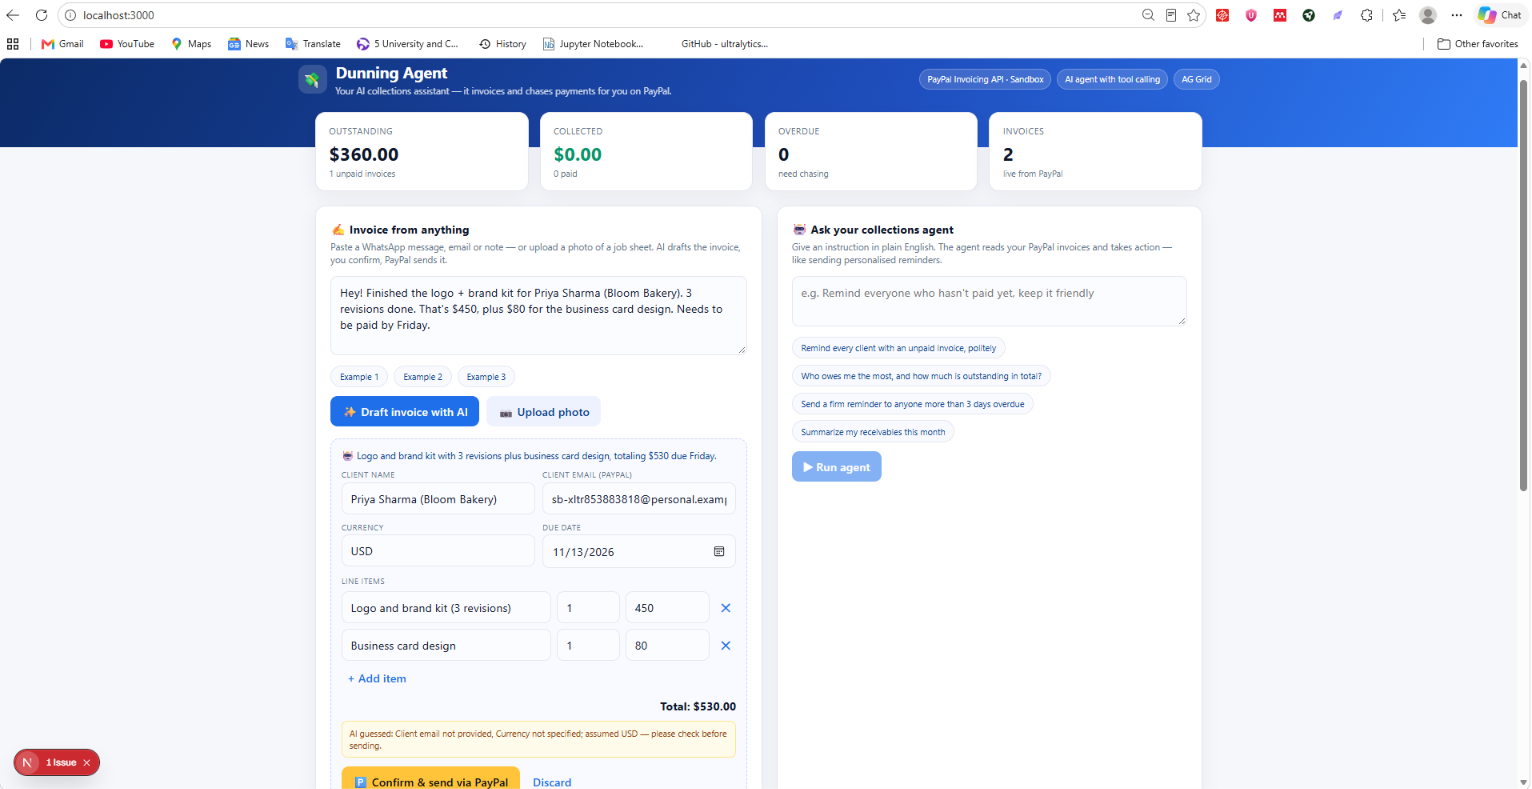 localhost:3000
Chat
Gmail
YouTube
Maps
News
Translate
5 University and C...
History
Jupyter Notebook...
GitHub - ultralytics...
Other favorites
Dunning Agent
Your AI collections assistant — it invoices and chases payments for you on PayPal.
PayPal Invoicing API · Sandbox
AI agent with tool calling
AG Grid
OUTSTANDING
$360.00
1 unpaid invoices
COLLECTED
$0.00
0 paid
OVERDUE
0
need chasing
INVOICES
2
live from PayPal
Invoice from anything
Paste a WhatsApp message, email or note — or upload a photo of a job sheet. AI drafts the invoice,
you confirm, PayPal sends it.
Hey! Finished the logo + brand kit for Priya Sharma (Bloom Bakery). 3
revisions done. That's $450, plus $80 for the business card design. Needs to
be paid by Friday.
Example 1
Example 2
Example 3
Draft invoice with AI
Upload photo
Logo and brand kit with 3 revisions plus business card design, totaling $530 due Friday.
CLIENT NAME
CLIENT EMAIL (PAYPAL)
Priya Sharma (Bloom Bakery)
sb-xltr853883818@personal.examp
CURRENCY
DUE DATE
USD
11/13/2026
LINE ITEMS
Logo and brand kit (3 revisions)
1
450
Business card design
1
80
+ Add item
Total: $530.00
AI guessed: Client email not provided, Currency not specified; assumed USD — please check before
sending.
Confirm & send via PayPal
Discard
Ask your collections agent
Give an instruction in plain English. The agent reads your PayPal invoices and takes action —
like sending personalised reminders.
e.g. Remind everyone who hasn't paid yet, keep it friendly
Remind every client with an unpaid invoice, politely
Who owes me the most, and how much is outstanding in total?
Send a firm reminder to anyone more than 3 days overdue
Summarize my receivables this month
Run agent
N
1 Issue